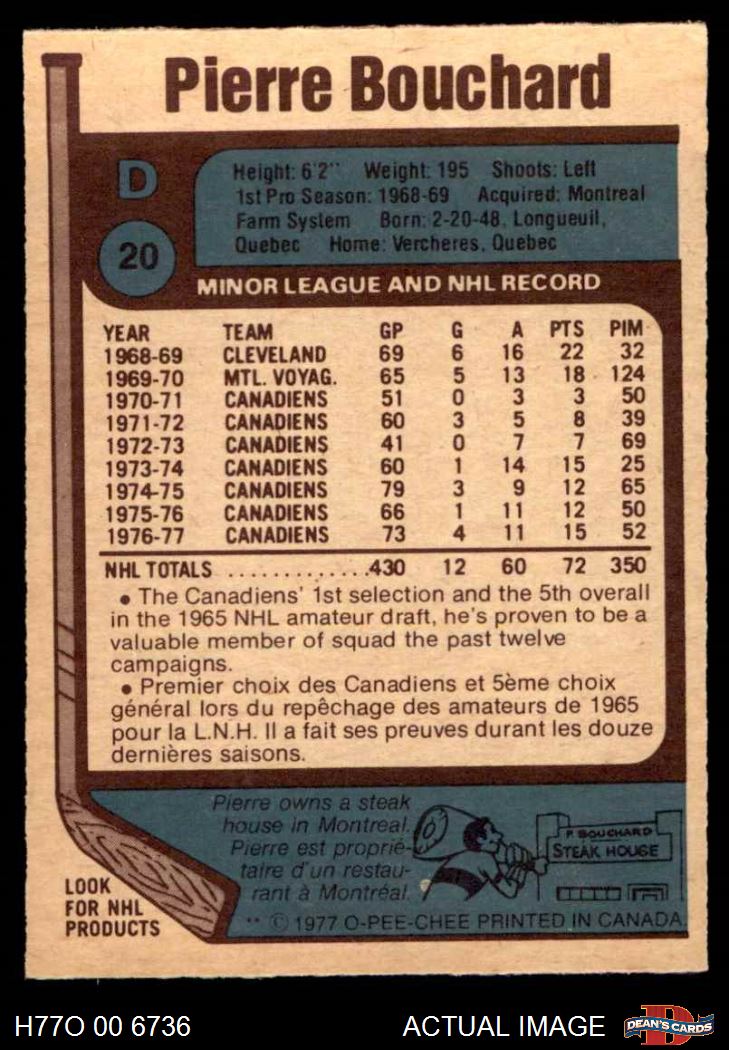 Pierre Bouchard
D
20
Height: 6'2" Weight: 195 Shoots: Left
1st Pro Season: 1968-69 Acquired: Montreal
Farm System Born: 2-20-48, Longueuil,
Quebec Home: Vercheres, Quebec
MINOR LEAGUE AND NHL RECORD
YEAR TEAM GP G A PTS PIM
1968-69 CLEVELAND 69 6 16 22 32
1969-70 MTL. VOYAG. 65 5 13 18 124
1970-71 CANADIENS 51 0 3 3 50
1971-72 CANADIENS 60 3 5 8 39
1972-73 CANADIENS 41 0 7 7 69
1973-74 CANADIENS 60 1 14 15 25
1974-75 CANADIENS 79 3 9 12 65
1975-76 CANADIENS 66 1 11 12 50
1976-77 CANADIENS 73 4 11 15 52
NHL TOTALS .............430 12 60 72 350
• The Canadiens' 1st selection and the 5th overall
in the 1965 NHL amateur draft, he's proven to be a
valuable member of squad the past twelve
campaigns.
• Premier choix des Canadiens et 5ème choix
général lors du repêchage des amateurs de 1965
pour la L.N.H. Il a fait ses preuves durant les douze
dernières saisons.
Pierre owns a steak
house in Montreal.
Pierre est proprié-
taire d'un restau-
rant à Montréal.
P. BOUCHARD
STEAK HOUSE
LOOK
FOR NHL
PRODUCTS
** © 1977 O-PEE-CHEE PRINTED IN CANADA
H77O 00 6736 ACTUAL IMAGE
D
DEAN'S CARDS